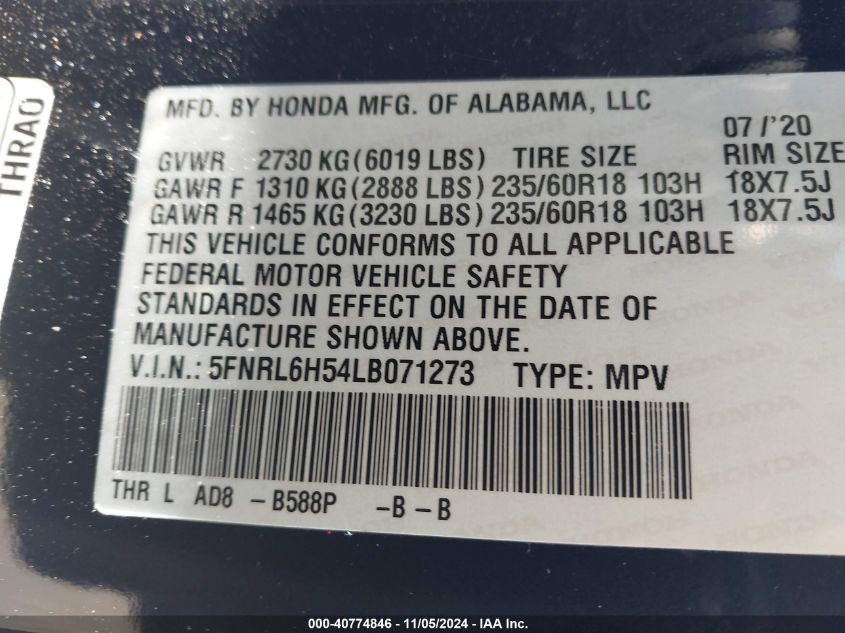 THRA0
MFD. BY HONDA MFG. OF ALABAMA, LLC
07 /'20
GVWR 2730 KG (6019 LBS) TIRE SIZE RIM SIZE
GAWR F 1310 KG (2888 LBS) 235/60R18 103H 18X7.5J
GAWR R 1465 KG (3230 LBS) 235/60R18 103H 18X7.5J
THIS VEHICLE CONFORMS TO ALL APPLICABLE
FEDERAL MOTOR VEHICLE SAFETY
STANDARDS IN EFFECT ON THE DATE OF
MANUFACTURE SHOWN ABOVE.
V.I.N.: 5FNRL6H54LB071273 TYPE: MPV
THR L AD8 - B588P - B - B
000-40774846 - 11/05/2024 - IAA Inc.